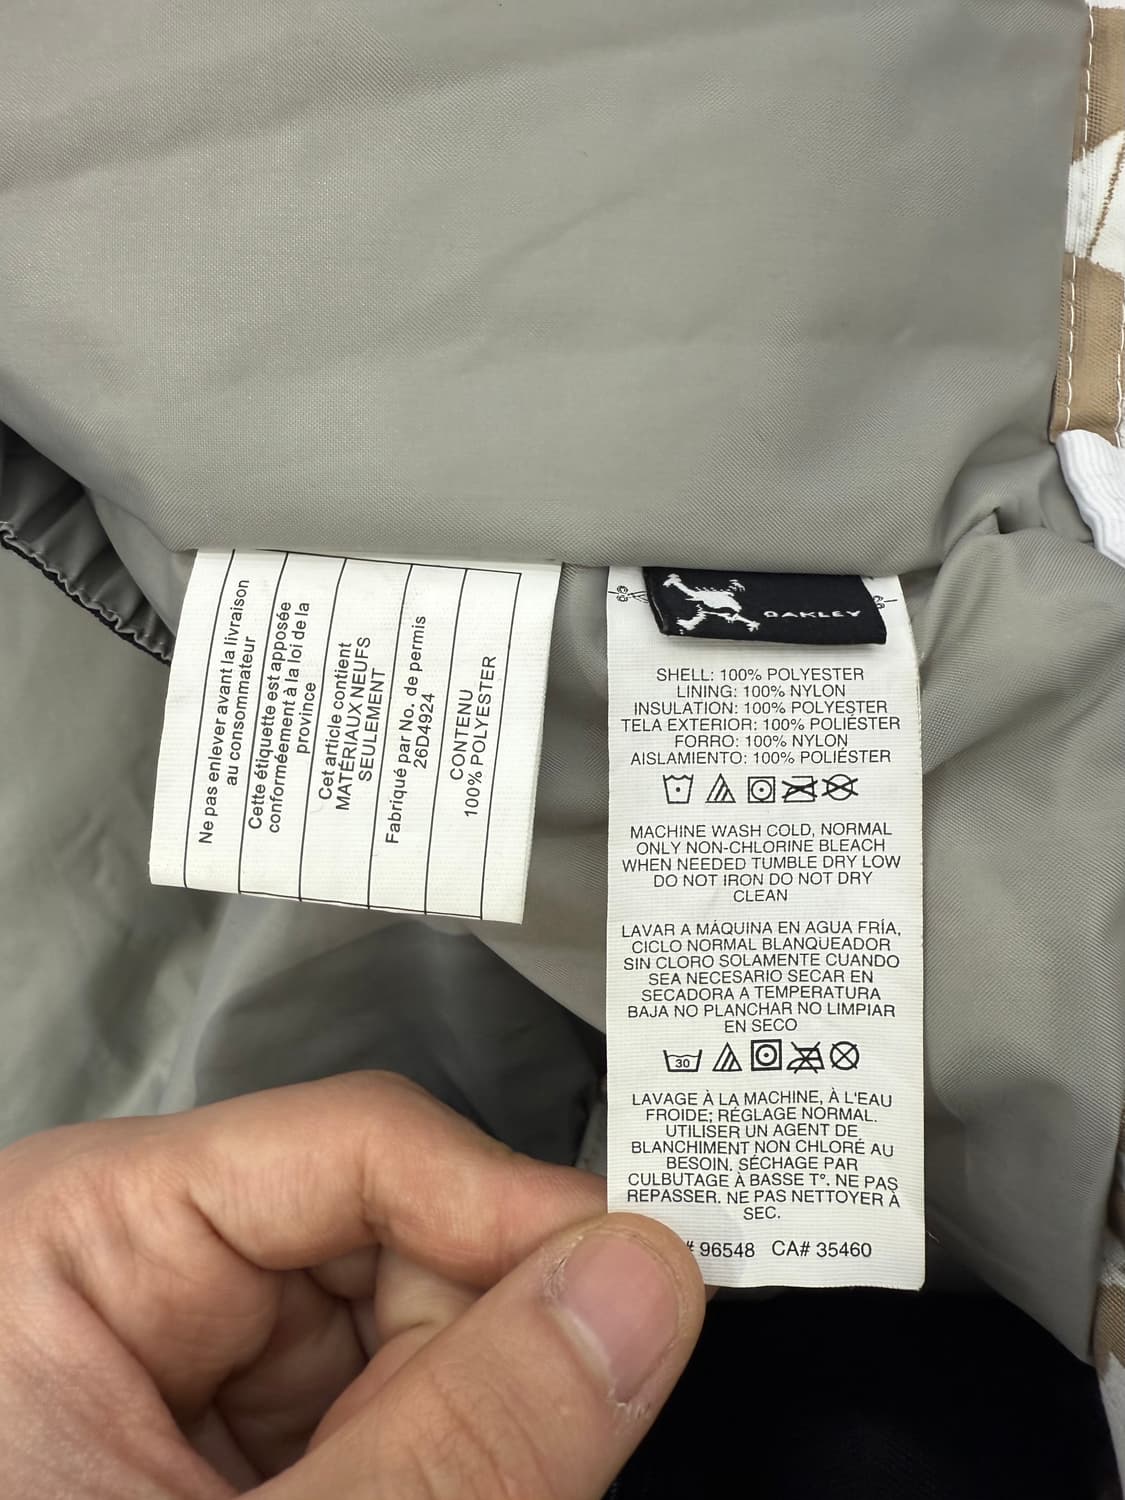 Ne pas enlever avant la livraison
au consommateur
Cette étiquette est apposée
conforméement à la loi de la
province
Cet article contient
MATÉRIAUX NEUFS
SEULEMENT
Fabriqué par No. de permis
26D4924
CONTENU
100% POLYESTER
OAKLEY
SHELL: 100% POLYESTER
LINING: 100% NYLON
INSULATION: 100% POLYESTER
TELA EXTERIOR: 100% POLIÉSTER
FORRO: 100% NYLON
AISLAMIENTO: 100% POLIÉSTER
MACHINE WASH COLD, NORMAL
ONLY NON-CHLORINE BLEACH
WHEN NEEDED TUMBLE DRY LOW
DO NOT IRON DO NOT DRY
CLEAN
LAVAR A MÁQUINA EN AGUA FRÍA,
CICLO NORMAL BLANQUEADOR
SIN CLORO SOLAMENTE CUANDO
SEA NECESARIO SECAR EN
SECADORA A TEMPERATURA
BAJA NO PLANCHAR NO LIMPIAR
EN SECO
30
LAVAGE À LA MACHINE, À L'EAU
FROIDE; RÉGLAGE NORMAL.
UTILISER UN AGENT DE
BLANCHIMENT NON CHLORÉ AU
BESOIN. SÉCHAGE PAR
CULBUTAGE À BASSE T°. NE PAS
REPASSER. NE PAS NETTOYER À
SEC.
# 96548 CA# 35460